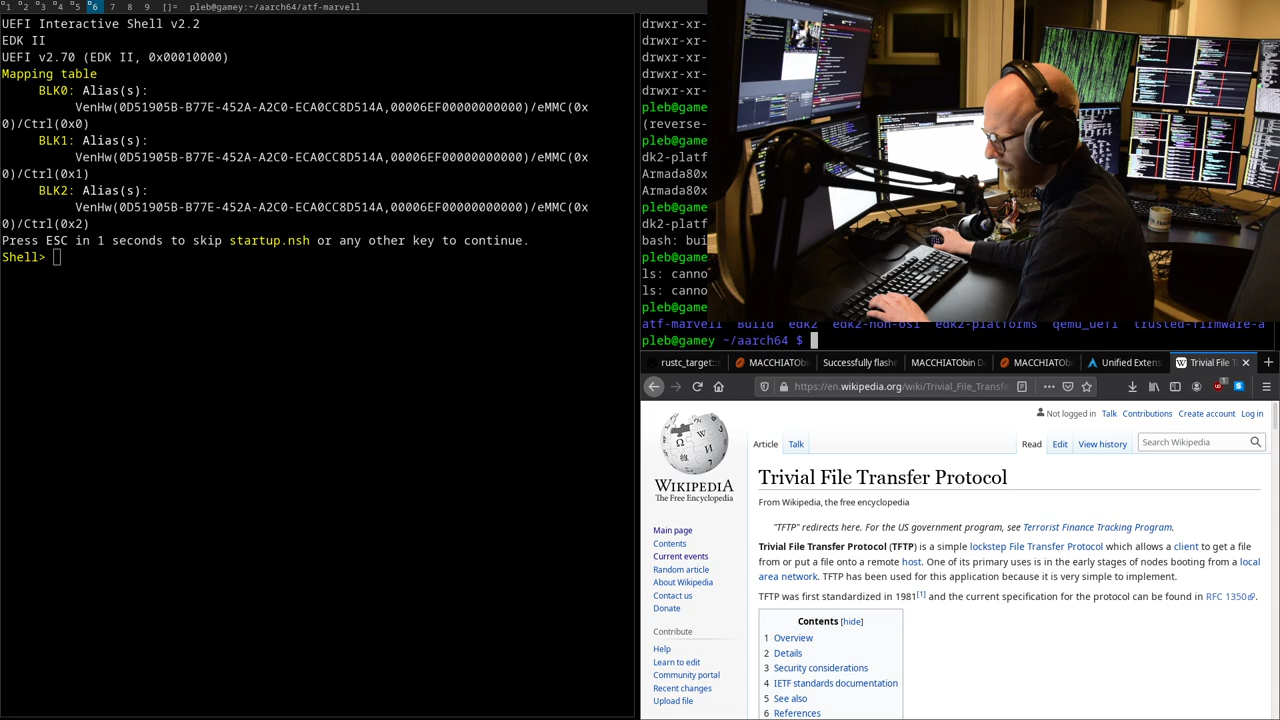 1 2 3 4 5 6 7 8 9 []= pleb@gamey:~/aarch64/atf-marvell
UEFI Interactive Shell v2.2
EDK II
UEFI v2.70 (EDK II, 0x00010000)
Mapping table
BLK0: Alias(s):
VenHw(0D51905B-B77E-452A-A2C0-ECA0CC8D514A,00006EF00000000000)/eMMC(0x
0)/Ctrl(0x0)
BLK1: Alias(s):
VenHw(0D51905B-B77E-452A-A2C0-ECA0CC8D514A,00006EF00000000000)/eMMC(0x
0)/Ctrl(0x1)
BLK2: Alias(s):
VenHw(0D51905B-B77E-452A-A2C0-ECA0CC8D514A,00006EF00000000000)/eMMC(0x
0)/Ctrl(0x2)
Press ESC in 1 seconds to skip startup.nsh or any other key to continue.
Shell>
drwxr-xr-
drwxr-xr-
drwxr-xr-
drwxr-xr-
drwxr-xr-
pleb@game
(reverse-
pleb@game
dk2-platf
Armada80x
Armada80x
pleb@game
dk2-platf
bash: bui
pleb@game
ls: canno
ls: canno
pleb@game
atf-marvell Build edk2 edk2-non-osi edk2-platforms qemu_uefi trusted-firmware-a
pleb@gamey ~/aarch64 $
rustc_target::s MACCHIATOb Successfully flashe MACCHIATObin D MACCHIATOb Unified Extens Trivial File T
https://en.wikipedia.org/wiki/Trivial_File_Transfe
Not logged in Talk Contributions Create account Log in
Article Talk Read Edit View history Search Wikipedia
WIKIPEDIA
The Free Encyclopedia
Main page
Contents
Current events
Random article
About Wikipedia
Contact us
Donate
Contribute
Help
Learn to edit
Community portal
Recent changes
Upload file
Trivial File Transfer Protocol
From Wikipedia, the free encyclopedia
"TFTP" redirects here. For the US government program, see Terrorist Finance Tracking Program.
Trivial File Transfer Protocol (TFTP) is a simple lockstep File Transfer Protocol which allows a client to get a file
from or put a file onto a remote host. One of its primary uses is in the early stages of nodes booting from a local
area network. TFTP has been used for this application because it is very simple to implement.
TFTP was first standardized in 1981[1] and the current specification for the protocol can be found in RFC 1350.
Contents [hide]
1 Overview
2 Details
3 Security considerations
4 IETF standards documentation
5 See also
6 References